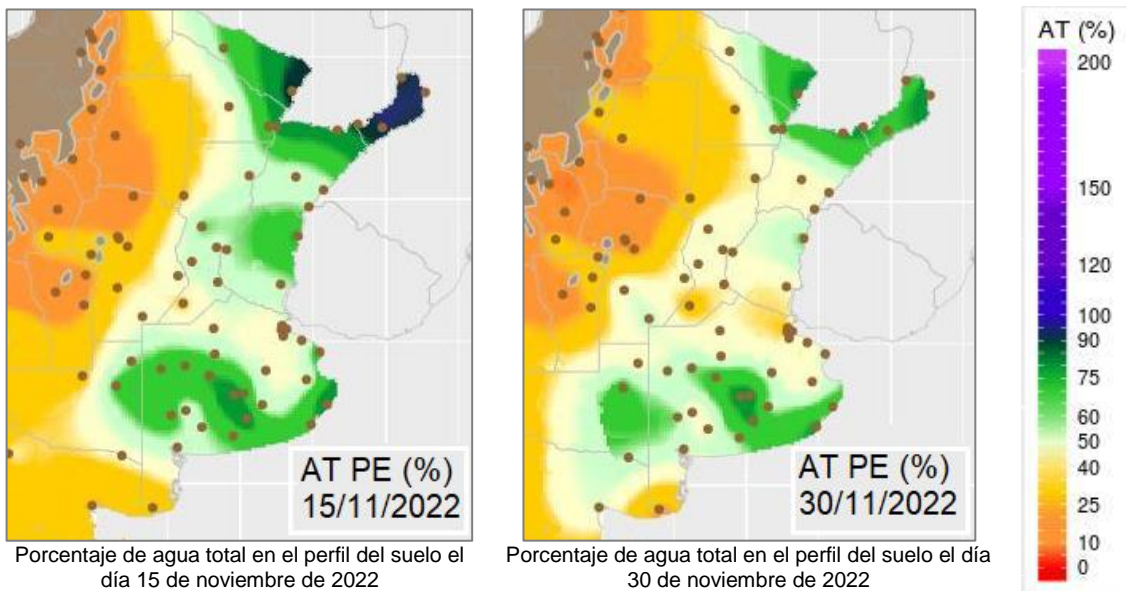 AT PE (%)
15/11/2022
AT PE (%)
30/11/2022
AT (%)
200
150
120
100
90
75
60
50
40
25
10
0
Porcentaje de agua total en el perfil del suelo el
día 15 de noviembre de 2022
Porcentaje de agua total en el perfil del suelo el día
30 de noviembre de 2022